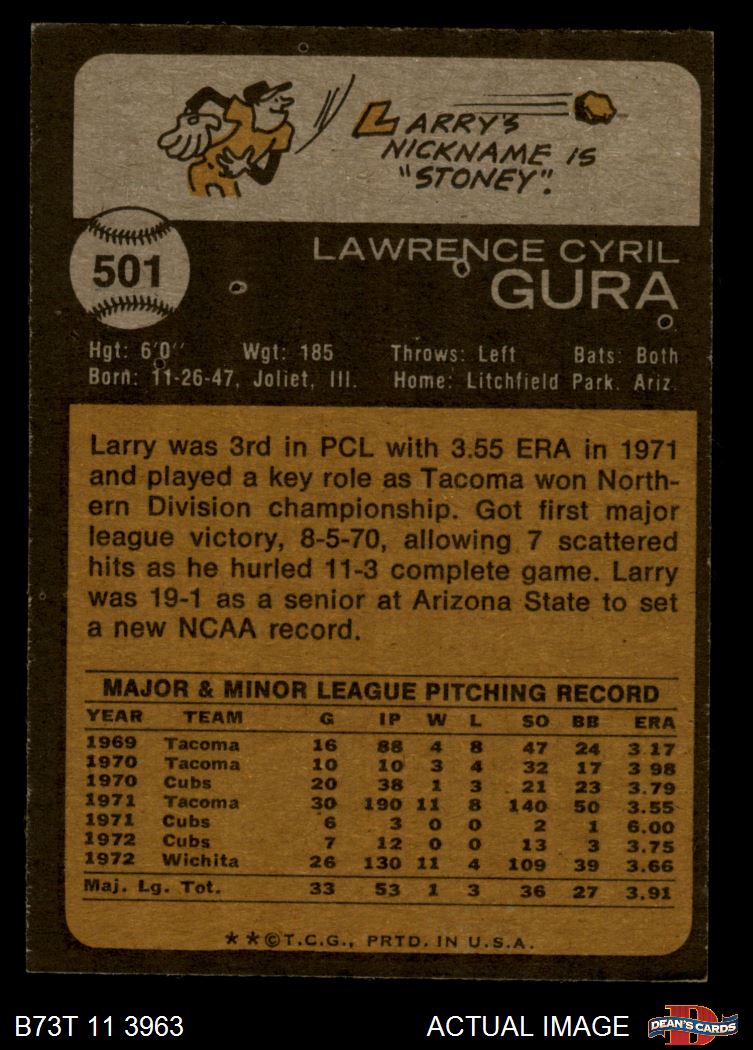 LARRY'S
NICKNAME IS
"STONEY".
501
LAWRENCE CYRIL
GURA
Hgt: 6'0" Wgt: 185 Throws: Left Bats: Both
Born: 11-26-47, Joliet, Ill. Home: Litchfield Park. Ariz.
Larry was 3rd in PCL with 3.55 ERA in 1971
and played a key role as Tacoma won North-
ern Division championship. Got first major
league victory, 8-5-70, allowing 7 scattered
hits as he hurled 11-3 complete game. Larry
was 19-1 as a senior at Arizona State to set
a new NCAA record.
MAJOR & MINOR LEAGUE PITCHING RECORD
YEAR TEAM G IP W L SO BB ERA
1969 Tacoma 16 88 4 8 47 24 3 17
1970 Tacoma 10 10 3 4 32 17 3 98
1970 Cubs 20 38 1 3 21 23 3.79
1971 Tacoma 30 190 11 8 140 50 3.55
1971 Cubs 6 3 0 0 2 1 6.00
1972 Cubs 7 12 0 0 13 3 3.75
1972 Wichita 26 130 11 4 109 39 3.66
Maj. Lg. Tot. 33 53 1 3 36 27 3.91
**©T.C.G., PRTD. IN U.S.A.
B73T 11 3963 ACTUAL IMAGE D DEAN'S CARDS